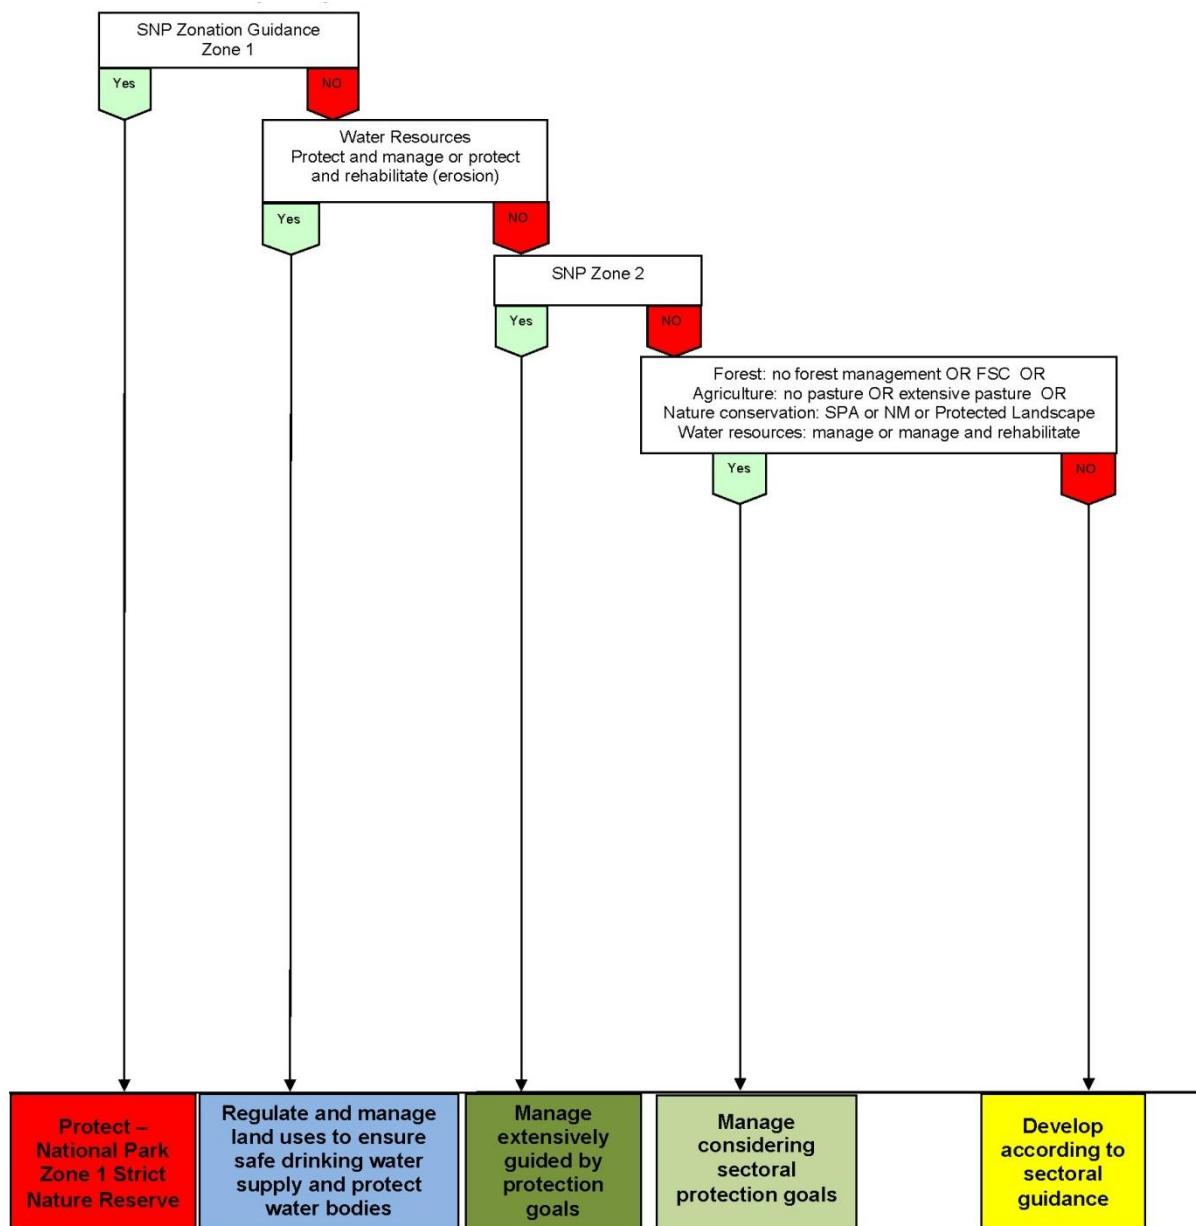 SNP Zonation Guidance
Zone 1
Yes
NO
Water Resources
Protect and manage or protect
and rehabilitate (erosion)
Yes
NO
SNP Zone 2
Yes
NO
Forest: no forest management OR FSC OR
Agriculture: no pasture OR extensive pasture OR
Nature conservation: SPA or NM or Protected Landscape
Water resources: manage or manage and rehabilitate
Yes
NO
Protect –
National Park
Zone 1 Strict
Nature Reserve
Regulate and manage
land uses to ensure
safe drinking water
supply and protect
water bodies
Manage
extensively
guided by
protection
goals
Manage
considering
sectoral
protection goals
Develop
according to
sectoral
guidance